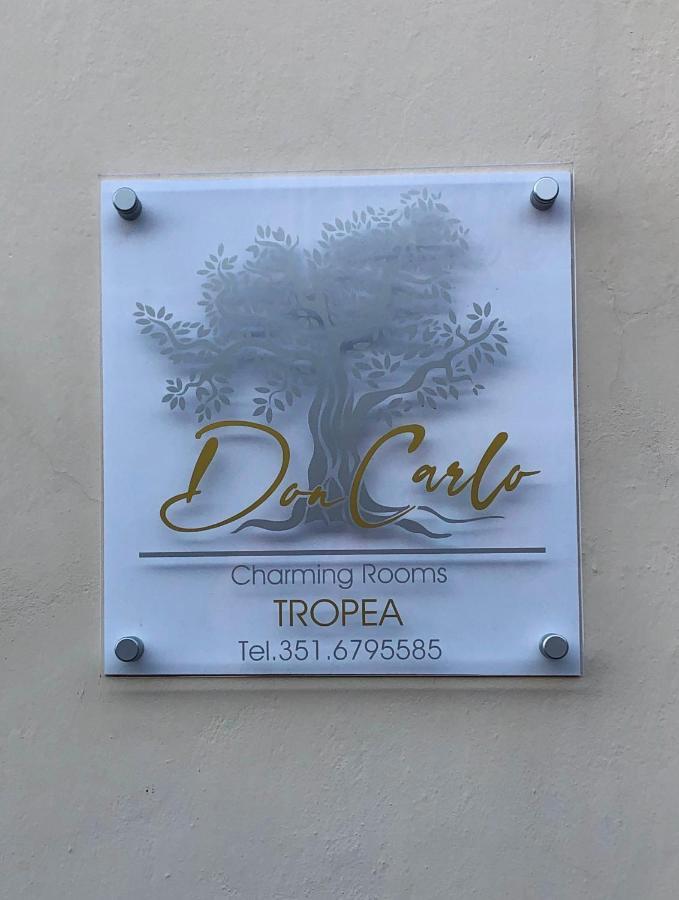 Don Carlo
Charming Rooms
TROPEA
Tel.351.6795585